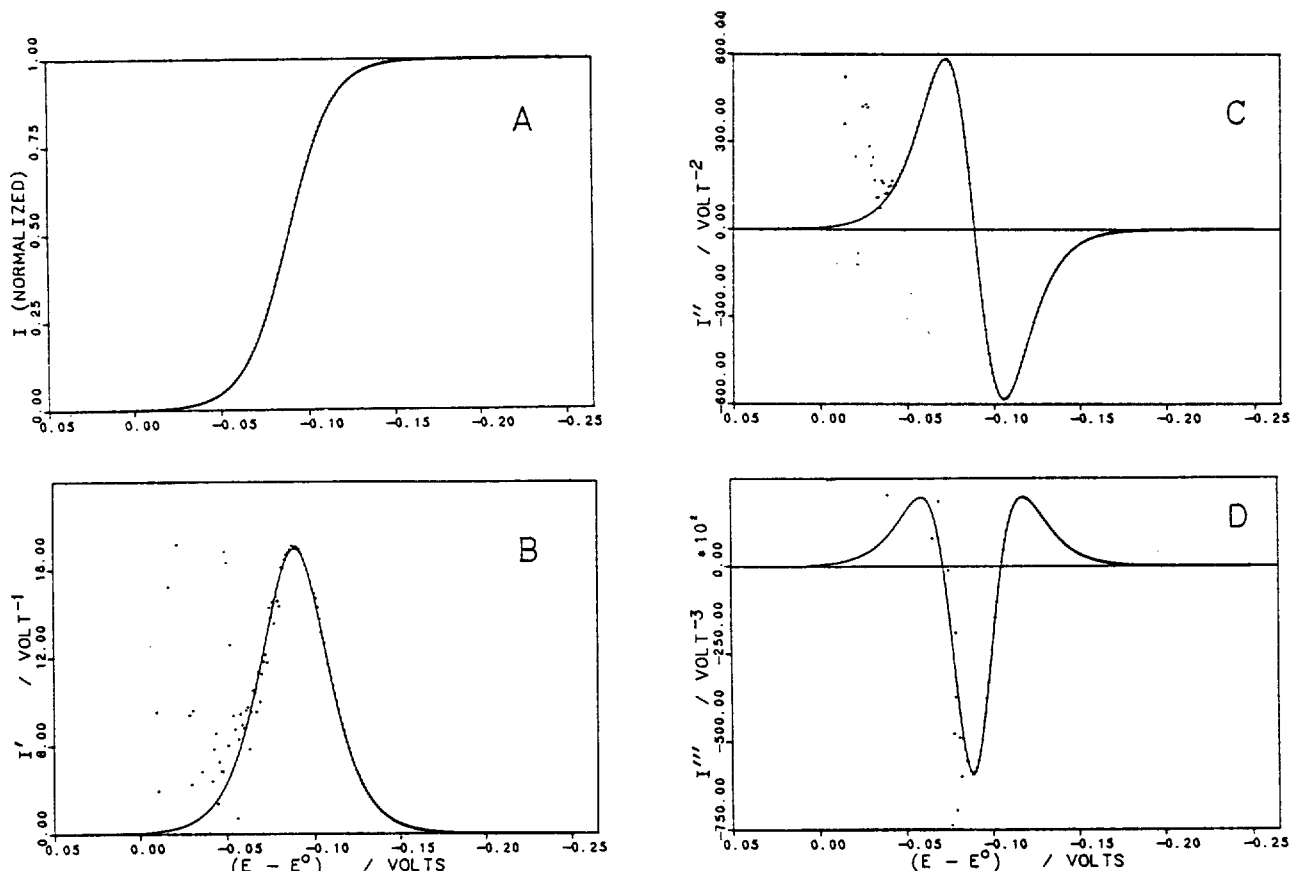 A
I (NORMALIZED)
1.00
0.75
0.50
0.25
0.00
0.05 0.00 -0.05 -0.10 -0.15 -0.20 -0.25
C
I'' / VOLT-2
600.00
300.00
0.00
-300.00
-600.00
0.05 0.00 -0.05 -0.10 -0.15 -0.20 -0.25
B
I' / VOLT-1
18.00
12.00
6.00
.00
0.05 0.00 -0.05 -0.10 -0.15 -0.20 -0.25
(E - E°) / VOLTS
D
I''' / VOLT-3 *10²
0.00
-250.00
-500.00
-750.00
0.05 0.00 -0.05 -0.10 -0.15 -0.20 -0.25
(E - E°) / VOLTS